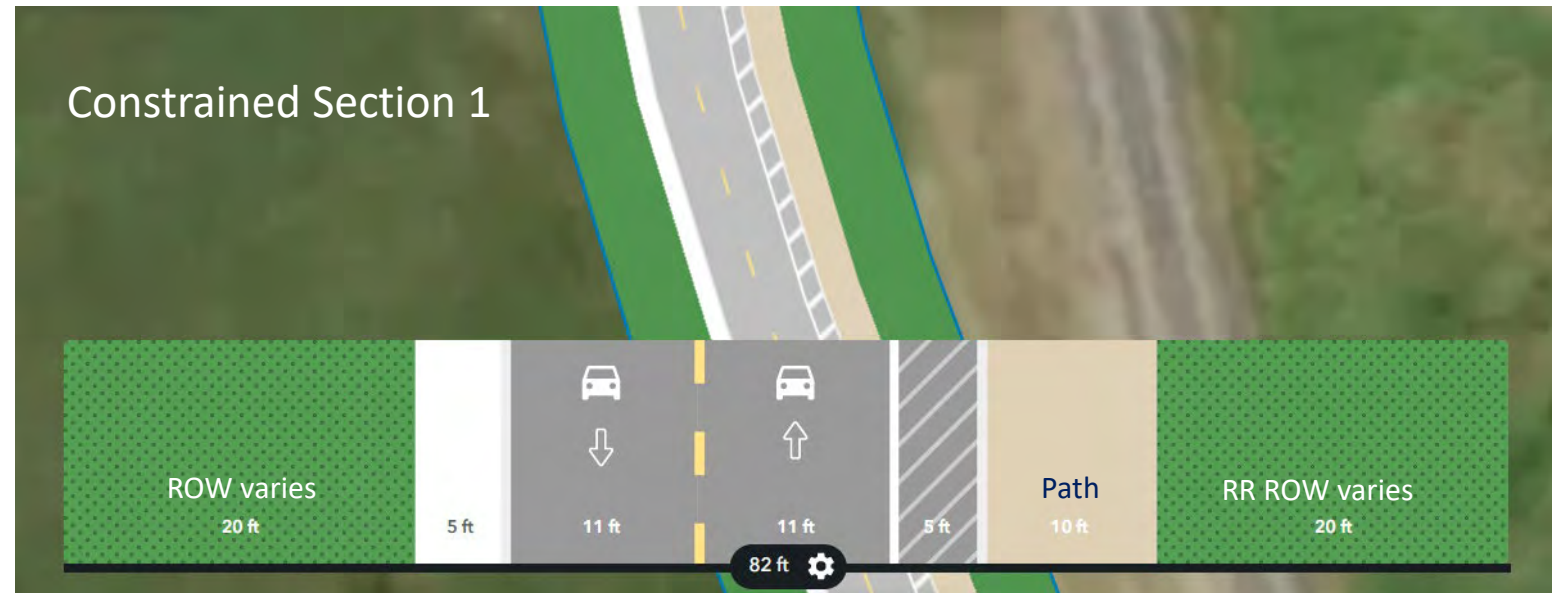 Constrained Section 1
ROW varies
20 ft
5 ft
11 ft
11 ft
5 ft
Path
10 ft
RR ROW varies
20 ft
82 ft